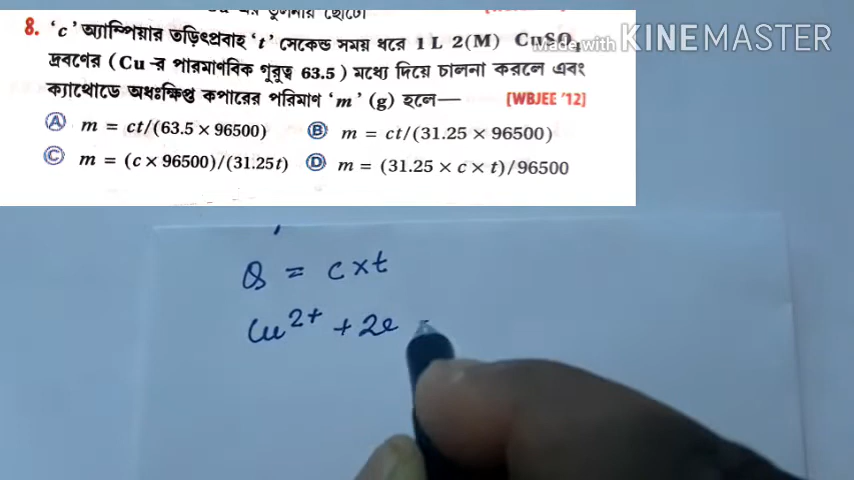 8. ‘c’ অ্যাম্পিয়ার তড়িৎপ্রবাহ ‘t’ সেকেন্ড সময় ধরে 1 L 2(M) CuSO₄
Made with KINEMASTER
দ্রবণের (Cu-র পারমাণবিক গুরুত্ব 63.5) মধ্যে দিয়ে চালনা করলে এবং
ক্যাথোডে অধঃক্ষিপ্ত কপারের পরিমাণ ‘m’ (g) হলে— [WBJEE '12]
Ⓐ m = ct/(63.5 × 96500) Ⓑ m = ct/(31.25 × 96500)
Ⓒ m = (c × 96500)/(31.25t) Ⓓ m = (31.25 × c × t)/96500
Q = c×t
Cu²⁺ + 2e